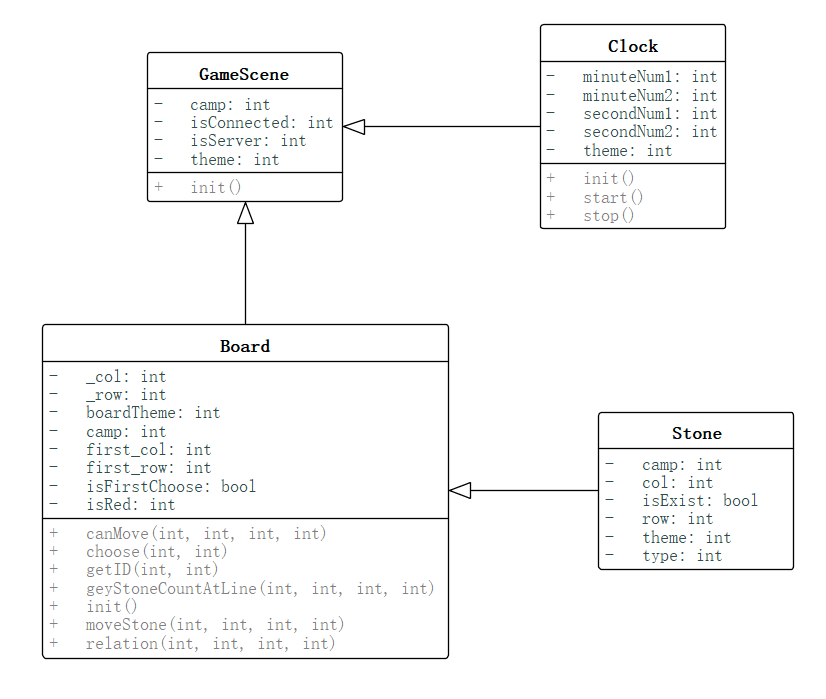 GameScene
- camp: int
- isConnected: int
- isServer: int
- theme: int
+ init()
Clock
- minuteNum1: int
- minuteNum2: int
- secondNum1: int
- secondNum2: int
- theme: int
+ init()
+ start()
+ stop()
Board
- _col: int
- _row: int
- boardTheme: int
- camp: int
- first_col: int
- first_row: int
- isFirstChoose: bool
- isRed: int
+ canMove(int, int, int, int)
+ choose(int, int)
+ getID(int, int)
+ geyStoneCountAtLine(int, int, int, int)
+ init()
+ moveStone(int, int, int, int)
+ relation(int, int, int, int)
Stone
- camp: int
- col: int
- isExist: bool
- row: int
- theme: int
- type: int